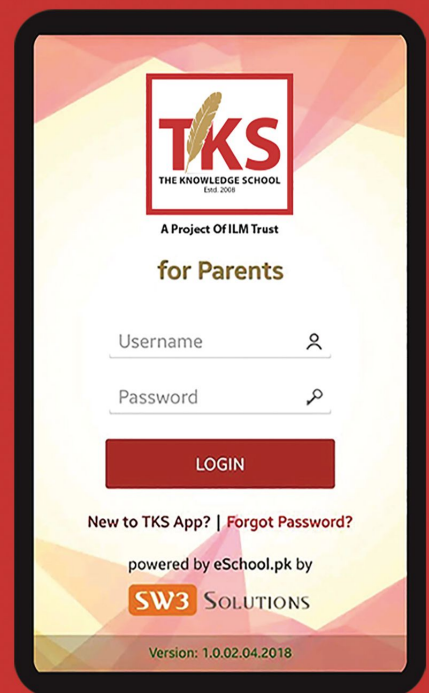 TKS
THE KNOWLEDGE SCHOOL
Estd. 2008
A Project Of ILM Trust
for Parents
Username
Password
LOGIN
New to TKS App? | Forgot Password?
powered by eSchool.pk by
SW3 SOLUTIONS
Version: 1.0.02.04.2018